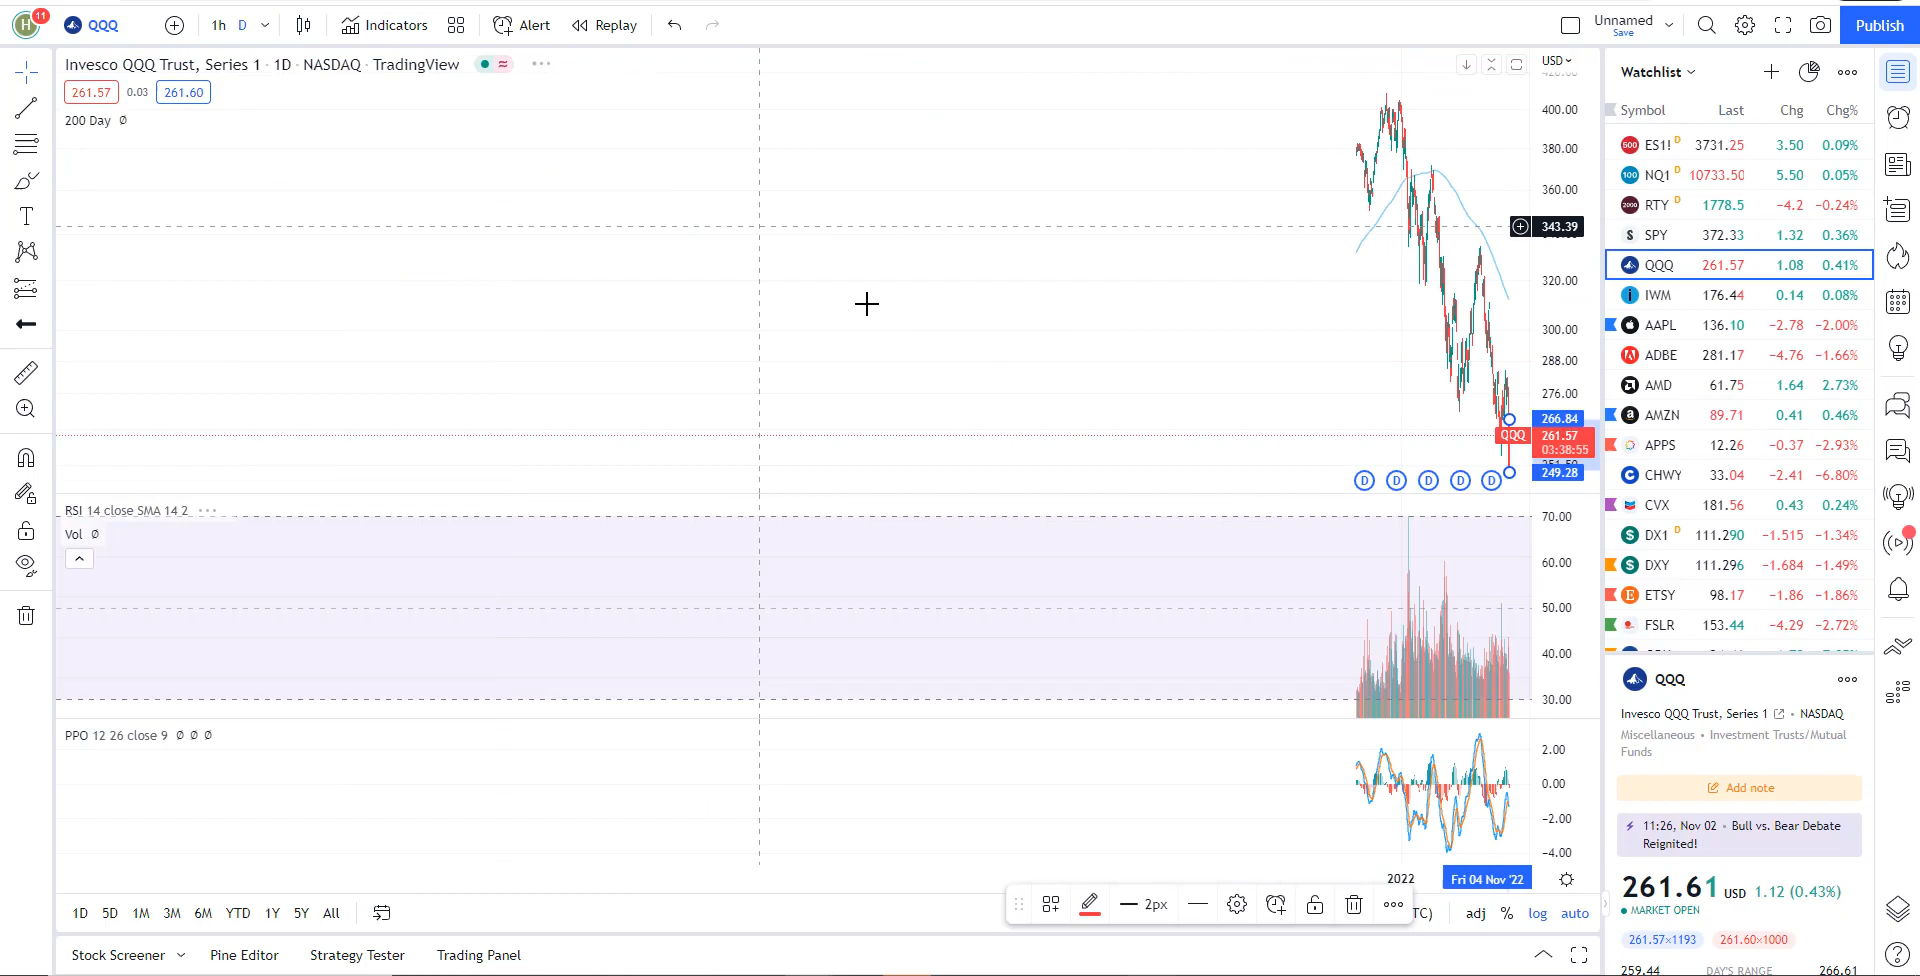 H 11 QQQ 1h D Indicators Alert Replay Unnamed Save Publish
Invesco QQQ Trust, Series 1 · 1D · NASDAQ · TradingView
261.57 0.03 261.60
200 Day Ø
USD
400.00
380.00
360.00
343.39
320.00
300.00
288.00
276.00
266.84
QQQ 261.57
03:38:55
249.28
D D D D D
RSI 14 close SMA 14 2
Vol Ø
70.00
60.00
50.00
40.00
30.00
PPO 12 26 close 9 Ø Ø Ø
2.00
0.00
−2.00
−4.00
2022 Fri 04 Nov '22
1D 5D 1M 3M 6M YTD 1Y 5Y All
2px
TC) adj % log auto
Stock Screener Pine Editor Strategy Tester Trading Panel
Watchlist
Symbol Last Chg Chg%
500 ES1! D 3731.25 3.50 0.09%
100 NQ1 D 10733.50 5.50 0.05%
2000 RTY D 1778.5 −4.2 −0.24%
S SPY 372.33 1.32 0.36%
QQQ 261.57 1.08 0.41%
i IWM 176.44 0.14 0.08%
AAPL 136.10 −2.78 −2.00%
ADBE 281.17 −4.76 −1.66%
AMD 61.75 1.64 2.73%
a AMZN 89.71 0.41 0.46%
APPS 12.26 −0.37 −2.93%
C CHWY 33.04 −2.41 −6.80%
CVX 181.56 0.43 0.24%
$ DX1 D 111.290 −1.515 −1.34%
$ DXY 111.296 −1.684 −1.49%
E ETSY 98.17 −1.86 −1.86%
FSLR 153.44 −4.29 −2.72%
QQQ
Invesco QQQ Trust, Series 1 • NASDAQ
Miscellaneous • Investment Trusts/Mutual
Funds
Add note
11:26, Nov 02 • Bull vs. Bear Debate
Reignited!
261.61 USD 1.12 (0.43%)
MARKET OPEN
261.57×1193 261.60×1000
259.44 DAY'S RANGE 266.61